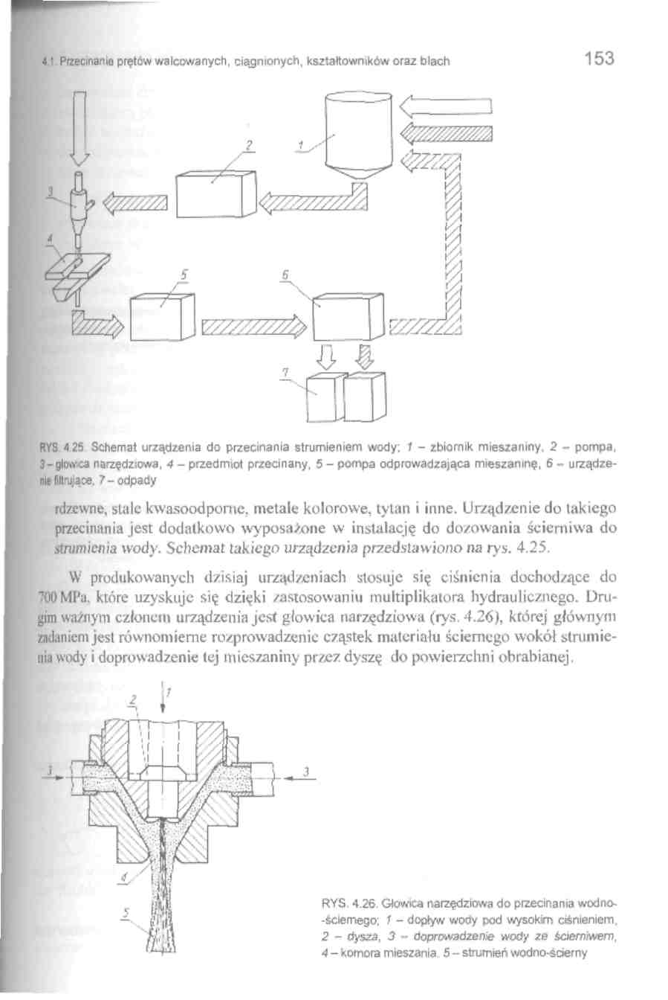 4.1. Przecinanie prętów walcowanych, ciągnionych, kształtowników oraz blach
153
2
1
3
4
5
6
7
RYS. 4.25. Schemat urządzenia do przecinania strumieniem wody; 1 – zbiornik mieszaniny, 2 – pompa,
3 – głowica narzędziowa, 4 – przedmiot przecinany, 5 – pompa odprowadzająca mieszaninę, 6 – urządze-
nie filtrujące, 7 – odpady
rdzewne, stale kwasoodporne, metale kolorowe, tytan i inne. Urządzenie do takiego
przecinania jest dodatkowo wyposażone w instalację do dozowania ścierniwa do
strumienia wody. Schemat takiego urządzenia przedstawiono na rys. 4.25.
W produkowanych dzisiaj urządzeniach stosuje się ciśnienia dochodzące do
700 MPa, które uzyskuje się dzięki zastosowaniu multiplikatora hydraulicznego. Dru-
gim ważnym członem urządzenia jest głowica narzędziowa (rys. 4.26), której głównym
zadaniem jest równomierne rozprowadzenie cząstek materiału ściernego wokół strumie-
nia wody i doprowadzenie tej mieszaniny przez dyszę do powierzchni obrabianej.
1
2
3
3
4
5
RYS. 4.26. Głowica narzędziowa do przecinania wodno-
-ściernego; 1 – dopływ wody pod wysokim ciśnieniem,
2 – dysza, 3 – doprowadzenie wody ze ścierniwem,
4 – komora mieszania, 5 – strumień wodno-ścierny